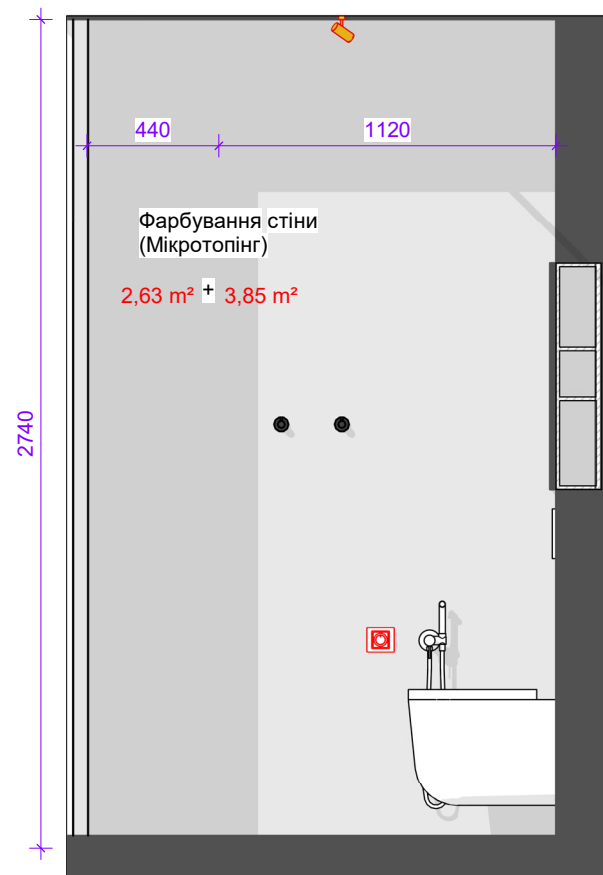 440
1120
Фарбування стіни
(Мікротопінг)
2,63 m² + 3,85 m²
2740